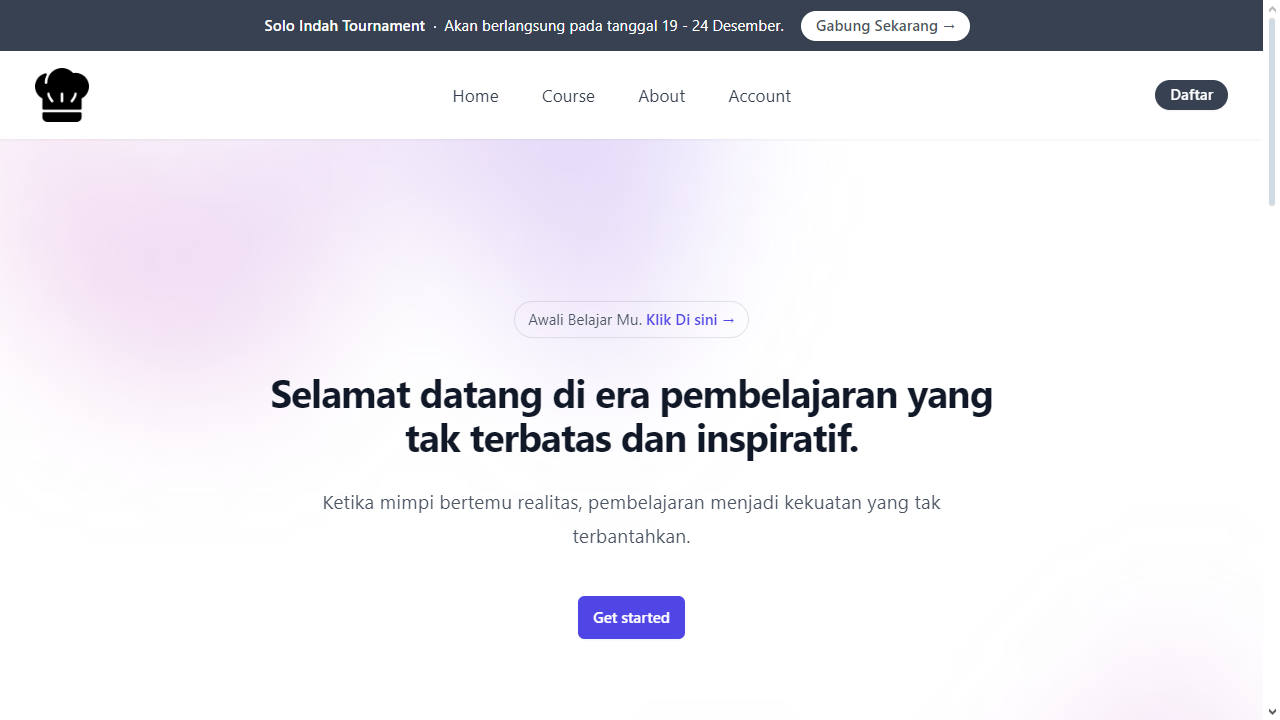 Solo Indah Tournament · Akan berlangsung pada tanggal 19 - 24 Desember. Gabung Sekarang →
Home Course About Account Daftar
Awali Belajar Mu. Klik Di sini →
Selamat datang di era pembelajaran yang
tak terbatas dan inspiratif.
Ketika mimpi bertemu realitas, pembelajaran menjadi kekuatan yang tak
terbantahkan.
Get started